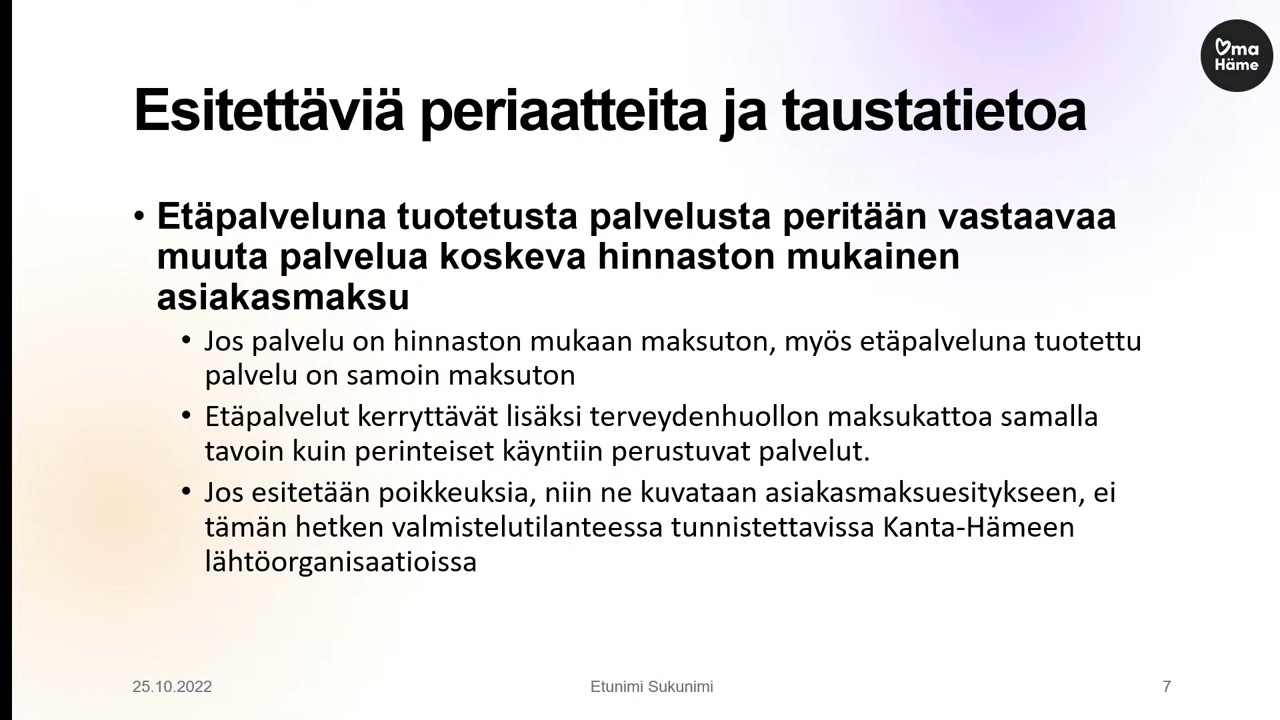 Oma
Häme
Esitettäviä periaatteita ja taustatietoa
• Etäpalveluna tuotetusta palvelusta peritään vastaavaa
muuta palvelua koskeva hinnaston mukainen
asiakasmaksu
• Jos palvelu on hinnaston mukaan maksuton, myös etäpalveluna tuotettu
palvelu on samoin maksuton
• Etäpalvelut kerryttävät lisäksi terveydenhuollon maksukattoa samalla
tavoin kuin perinteiset käyntiin perustuvat palvelut.
• Jos esitetään poikkeuksia, niin ne kuvataan asiakasmaksuesitykseen, ei
tämän hetken valmistelutilanteessa tunnistettavissa Kanta-Hämeen
lähtöorganisaatioissa
25.10.2022
Etunimi Sukunimi
7